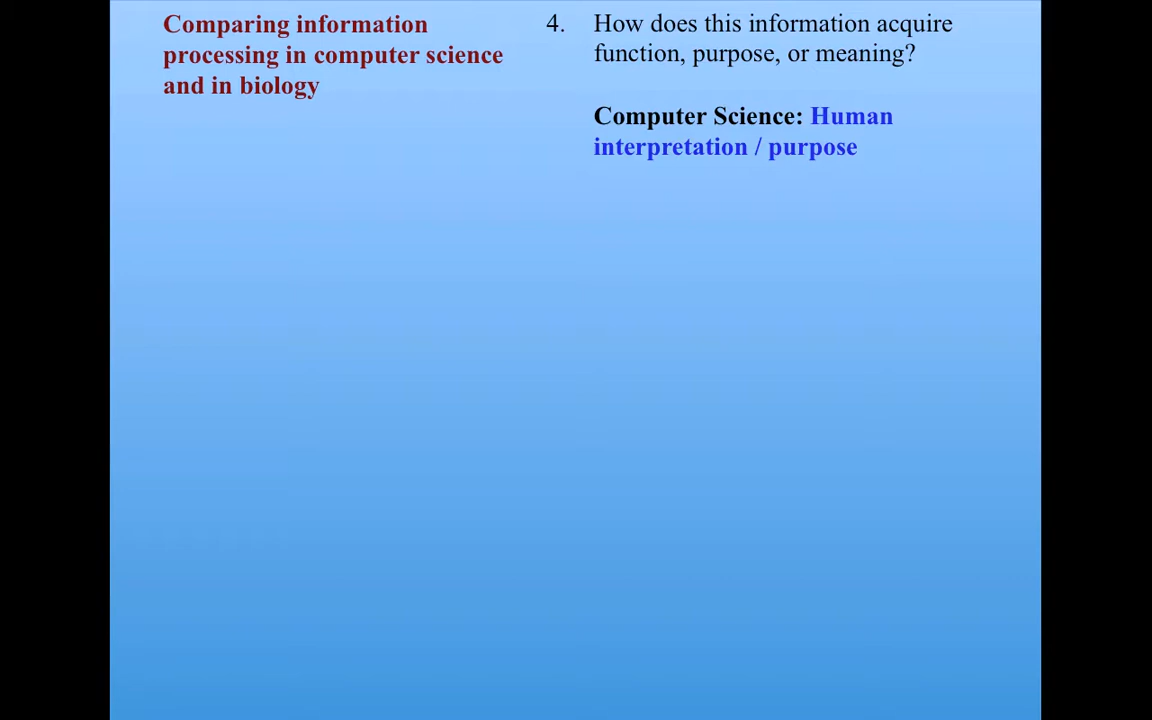 Comparing information
processing in computer science
and in biology
4. How does this information acquire
function, purpose, or meaning?
Computer Science: Human
interpretation / purpose